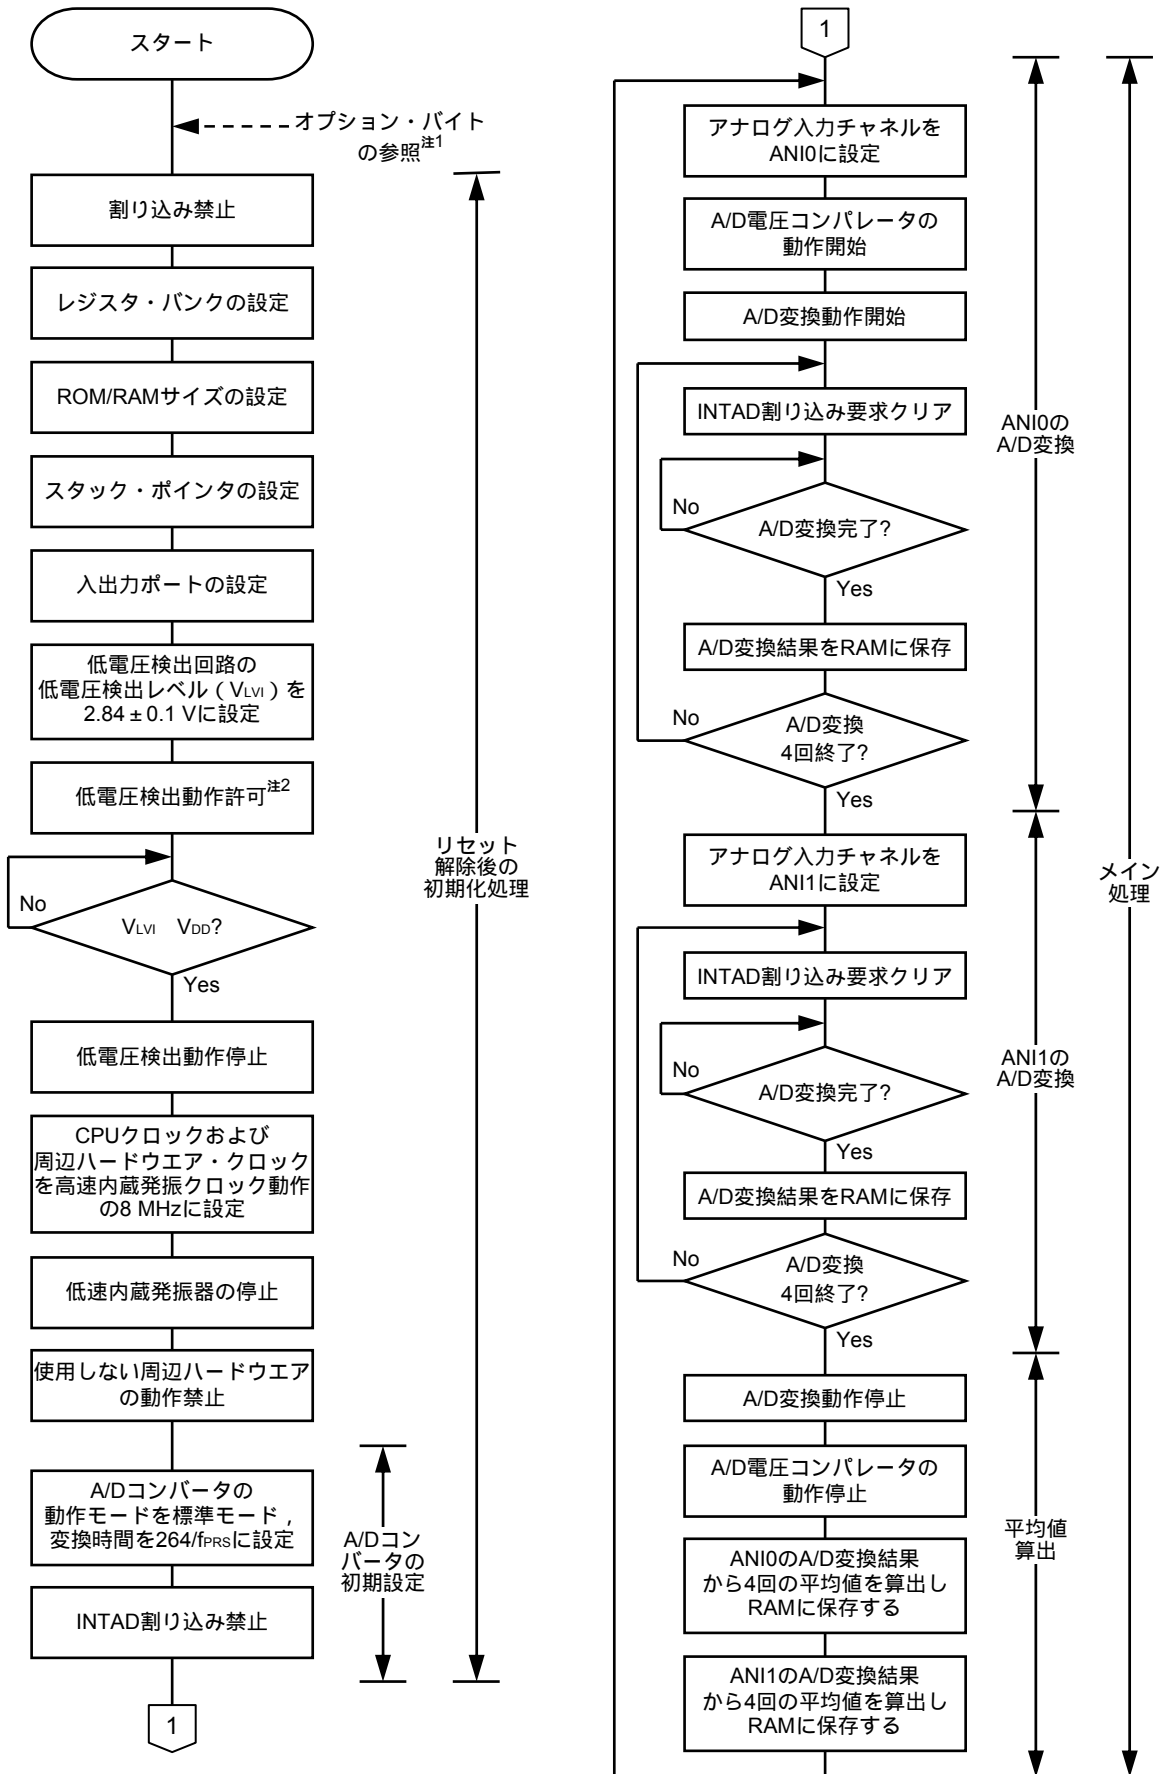 スタート
オプション・バイト
の参照注1
割り込み禁止
レジスタ・バンクの設定
ROM/RAMサイズの設定
スタック・ポインタの設定
入出力ポートの設定
低電圧検出回路の
低電圧検出レベル（VLVI）を
2.84±0.1 Vに設定
低電圧検出動作許可注2
No
VLVI VDD?
Yes
低電圧検出動作停止
CPUクロックおよび
周辺ハードウエア・クロック
を高速内蔵発振クロック動作
の8 MHzに設定
低速内蔵発振器の停止
使用しない周辺ハードウエア
の動作禁止
A/Dコンバータの
動作モードを標準モード，
変換時間を264/fPRSに設定
INTAD割り込み禁止
1
A/Dコン
バータの
初期設定
リセット
解除後の
初期化処理
1
アナログ入力チャネルを
ANI0に設定
A/D電圧コンパレータの
動作開始
A/D変換動作開始
INTAD割り込み要求クリア
No
A/D変換完了?
Yes
A/D変換結果をRAMに保存
No
A/D変換
4回終了?
Yes
アナログ入力チャネルを
ANI1に設定
INTAD割り込み要求クリア
No
A/D変換完了?
Yes
A/D変換結果をRAMに保存
No
A/D変換
4回終了?
Yes
A/D変換動作停止
A/D電圧コンパレータの
動作停止
ANI0のA/D変換結果
から4回の平均値を算出し
RAMに保存する
ANI1のA/D変換結果
から4回の平均値を算出し
RAMに保存する
ANI0の
A/D変換
ANI1の
A/D変換
平均値
算出
メイン
処理